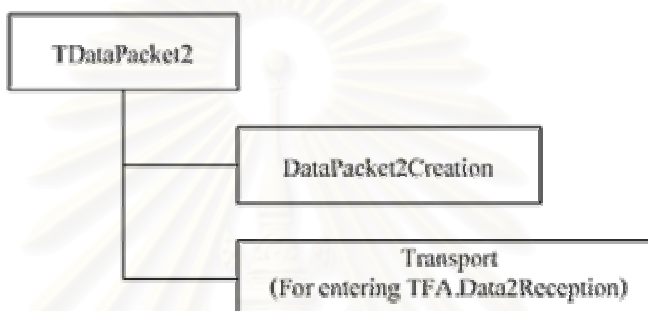 TDataPacket2
DataPacket2Creation
Transport
(For entering TFA.Data2Reception)